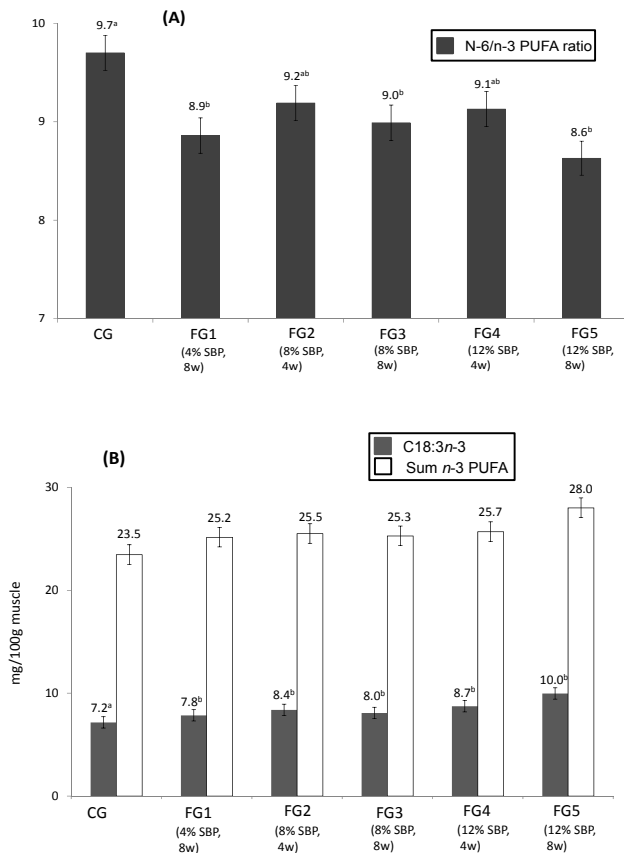 (A)
10
9
8
7
N-6/n-3 PUFA ratio
9.7ᵃ
8.9ᵇ
9.2ᵃᵇ
9.0ᵇ
9.1ᵃᵇ
8.6ᵇ
CG
FG1
(4% SBP,
8w)
FG2
(8% SBP,
4w)
FG3
(8% SBP,
8w)
FG4
(12% SBP,
4w)
FG5
(12% SBP,
8w)
(B)
C18:3n-3
Sum n-3 PUFA
mg/100g muscle
30
20
10
0
7.2ᵃ
23.5
7.8ᵇ
25.2
8.4ᵇ
25.5
8.0ᵇ
25.3
8.7ᵇ
25.7
10.0ᵇ
28.0
CG
FG1
(4% SBP,
8w)
FG2
(8% SBP,
4w)
FG3
(8% SBP,
8w)
FG4
(12% SBP,
4w)
FG5
(12% SBP,
8w)